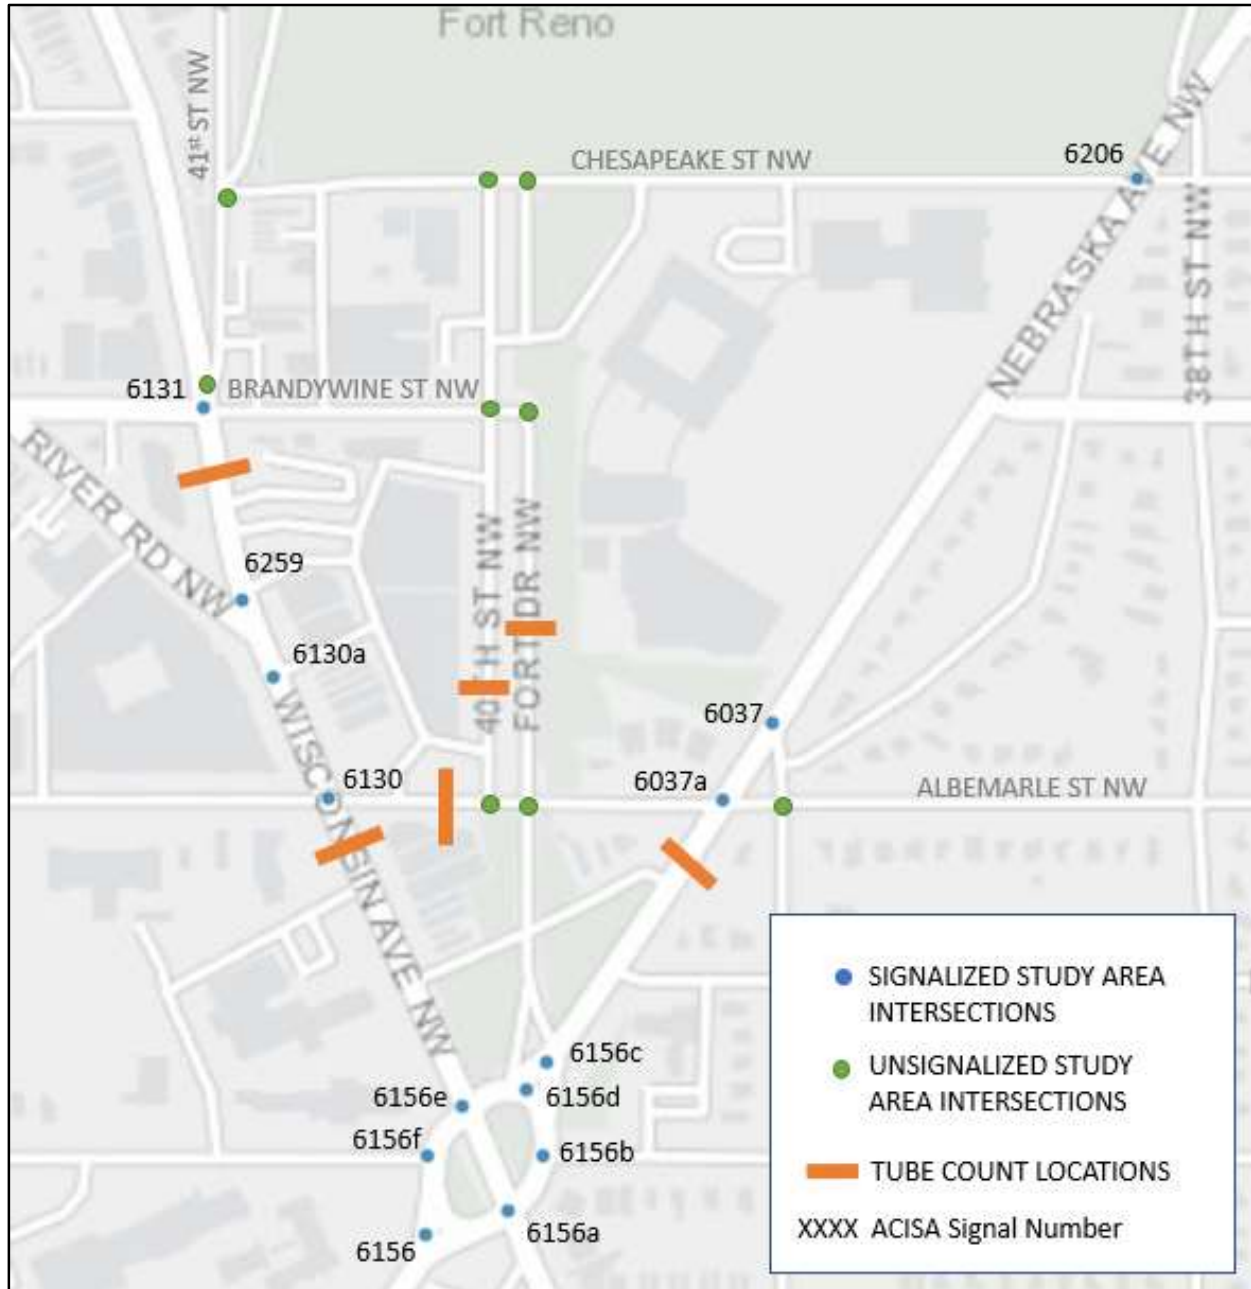 Fort Reno
41st ST NW
CHESAPEAKE ST NW
6206
NEBRASKA AVE NW
38TH ST NW
6131
BRANDYWINE ST NW
RIVER RD NW
6259
40TH ST NW
FORT DR NW
6130a
WISCONSIN AVE NW
6130
6037
6037a
ALBEMARLE ST NW
6156c
6156e
6156d
6156f
6156b
6156a
6156
SIGNALIZED STUDY AREA
INTERSECTIONS
UNSIGNALIZED STUDY
AREA INTERSECTIONS
TUBE COUNT LOCATIONS
XXXX ACISA Signal Number